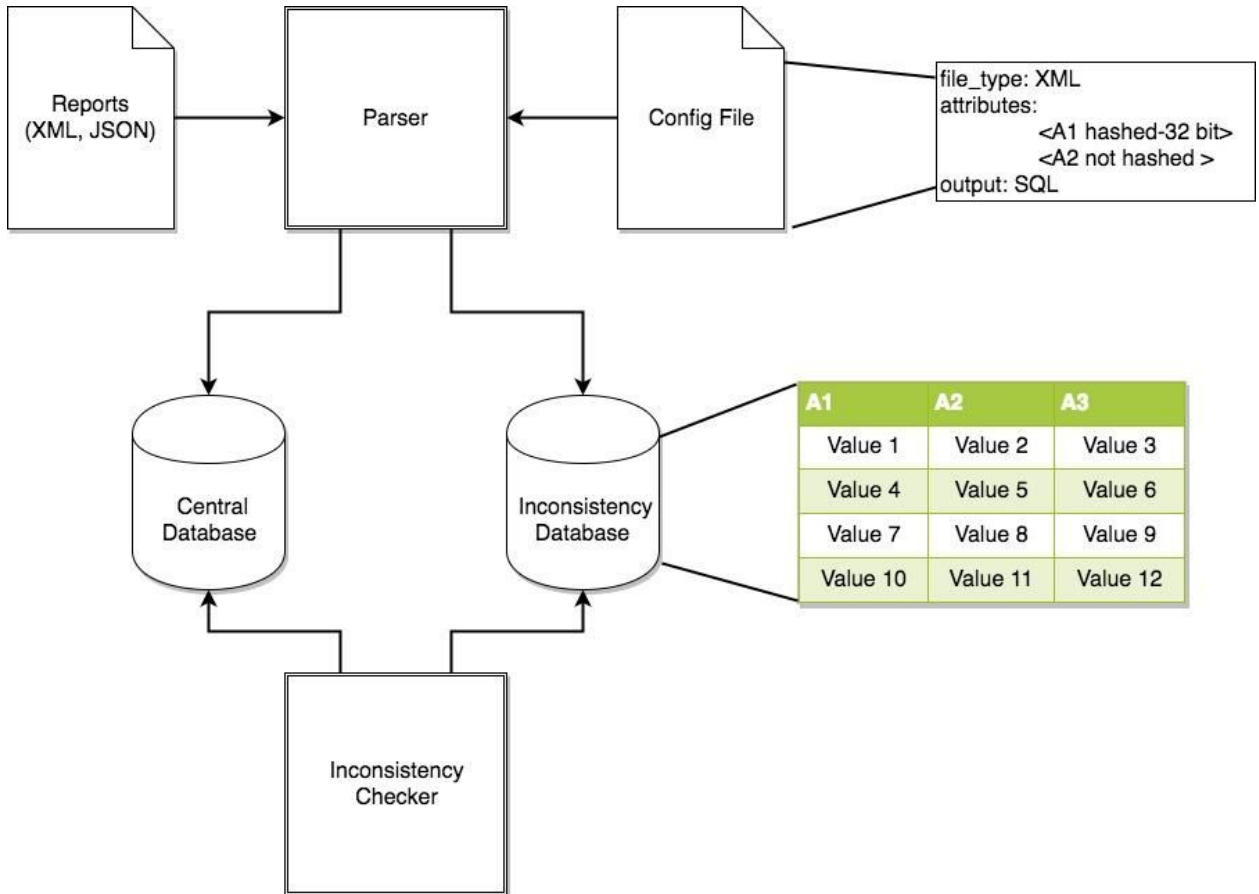 Reports
(XML, JSON)
Parser
Config File
file_type: XML
attributes:
<A1 hashed-32 bit>
<A2 not hashed >
output: SQL
Central
Database
Inconsistency
Database
A1 A2 A3
Value 1 Value 2 Value 3
Value 4 Value 5 Value 6
Value 7 Value 8 Value 9
Value 10 Value 11 Value 12
Inconsistency
Checker